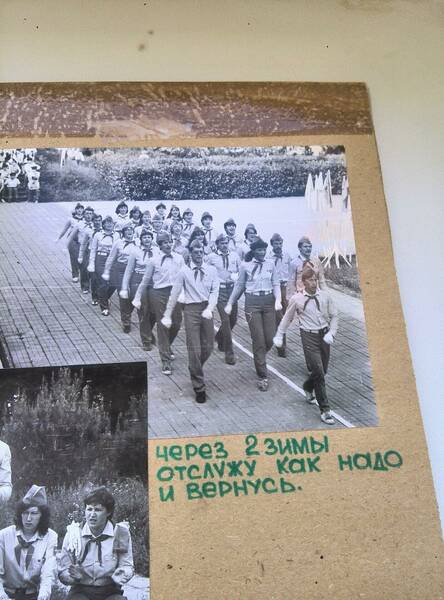 через 2 зимы
отслужу как надо
и вернусь.